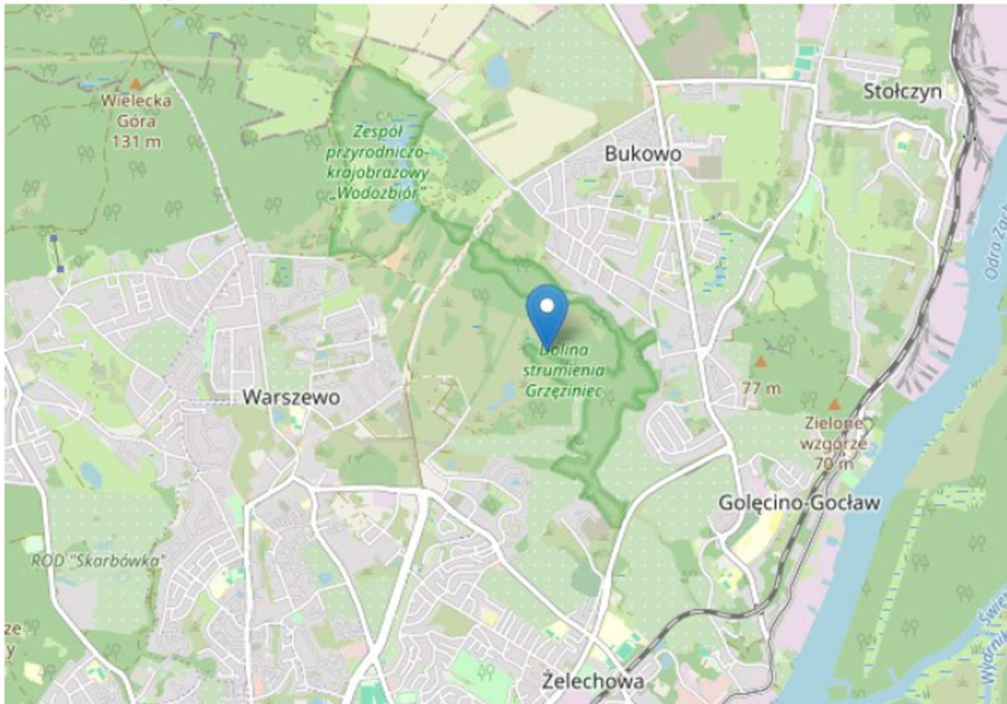 Stołczyn
Wielecka
Góra
131 m
Zespół
przyrodniczo-
krajobrazowy
„Wodozbiór”
Bukowo
Dolina
strumienia
Grzęziniec
77 m
Warszewo
Zielone
wzgórze
70 m
Golęcino-Gocław
ROD "Skarbówka"
Żelechowa